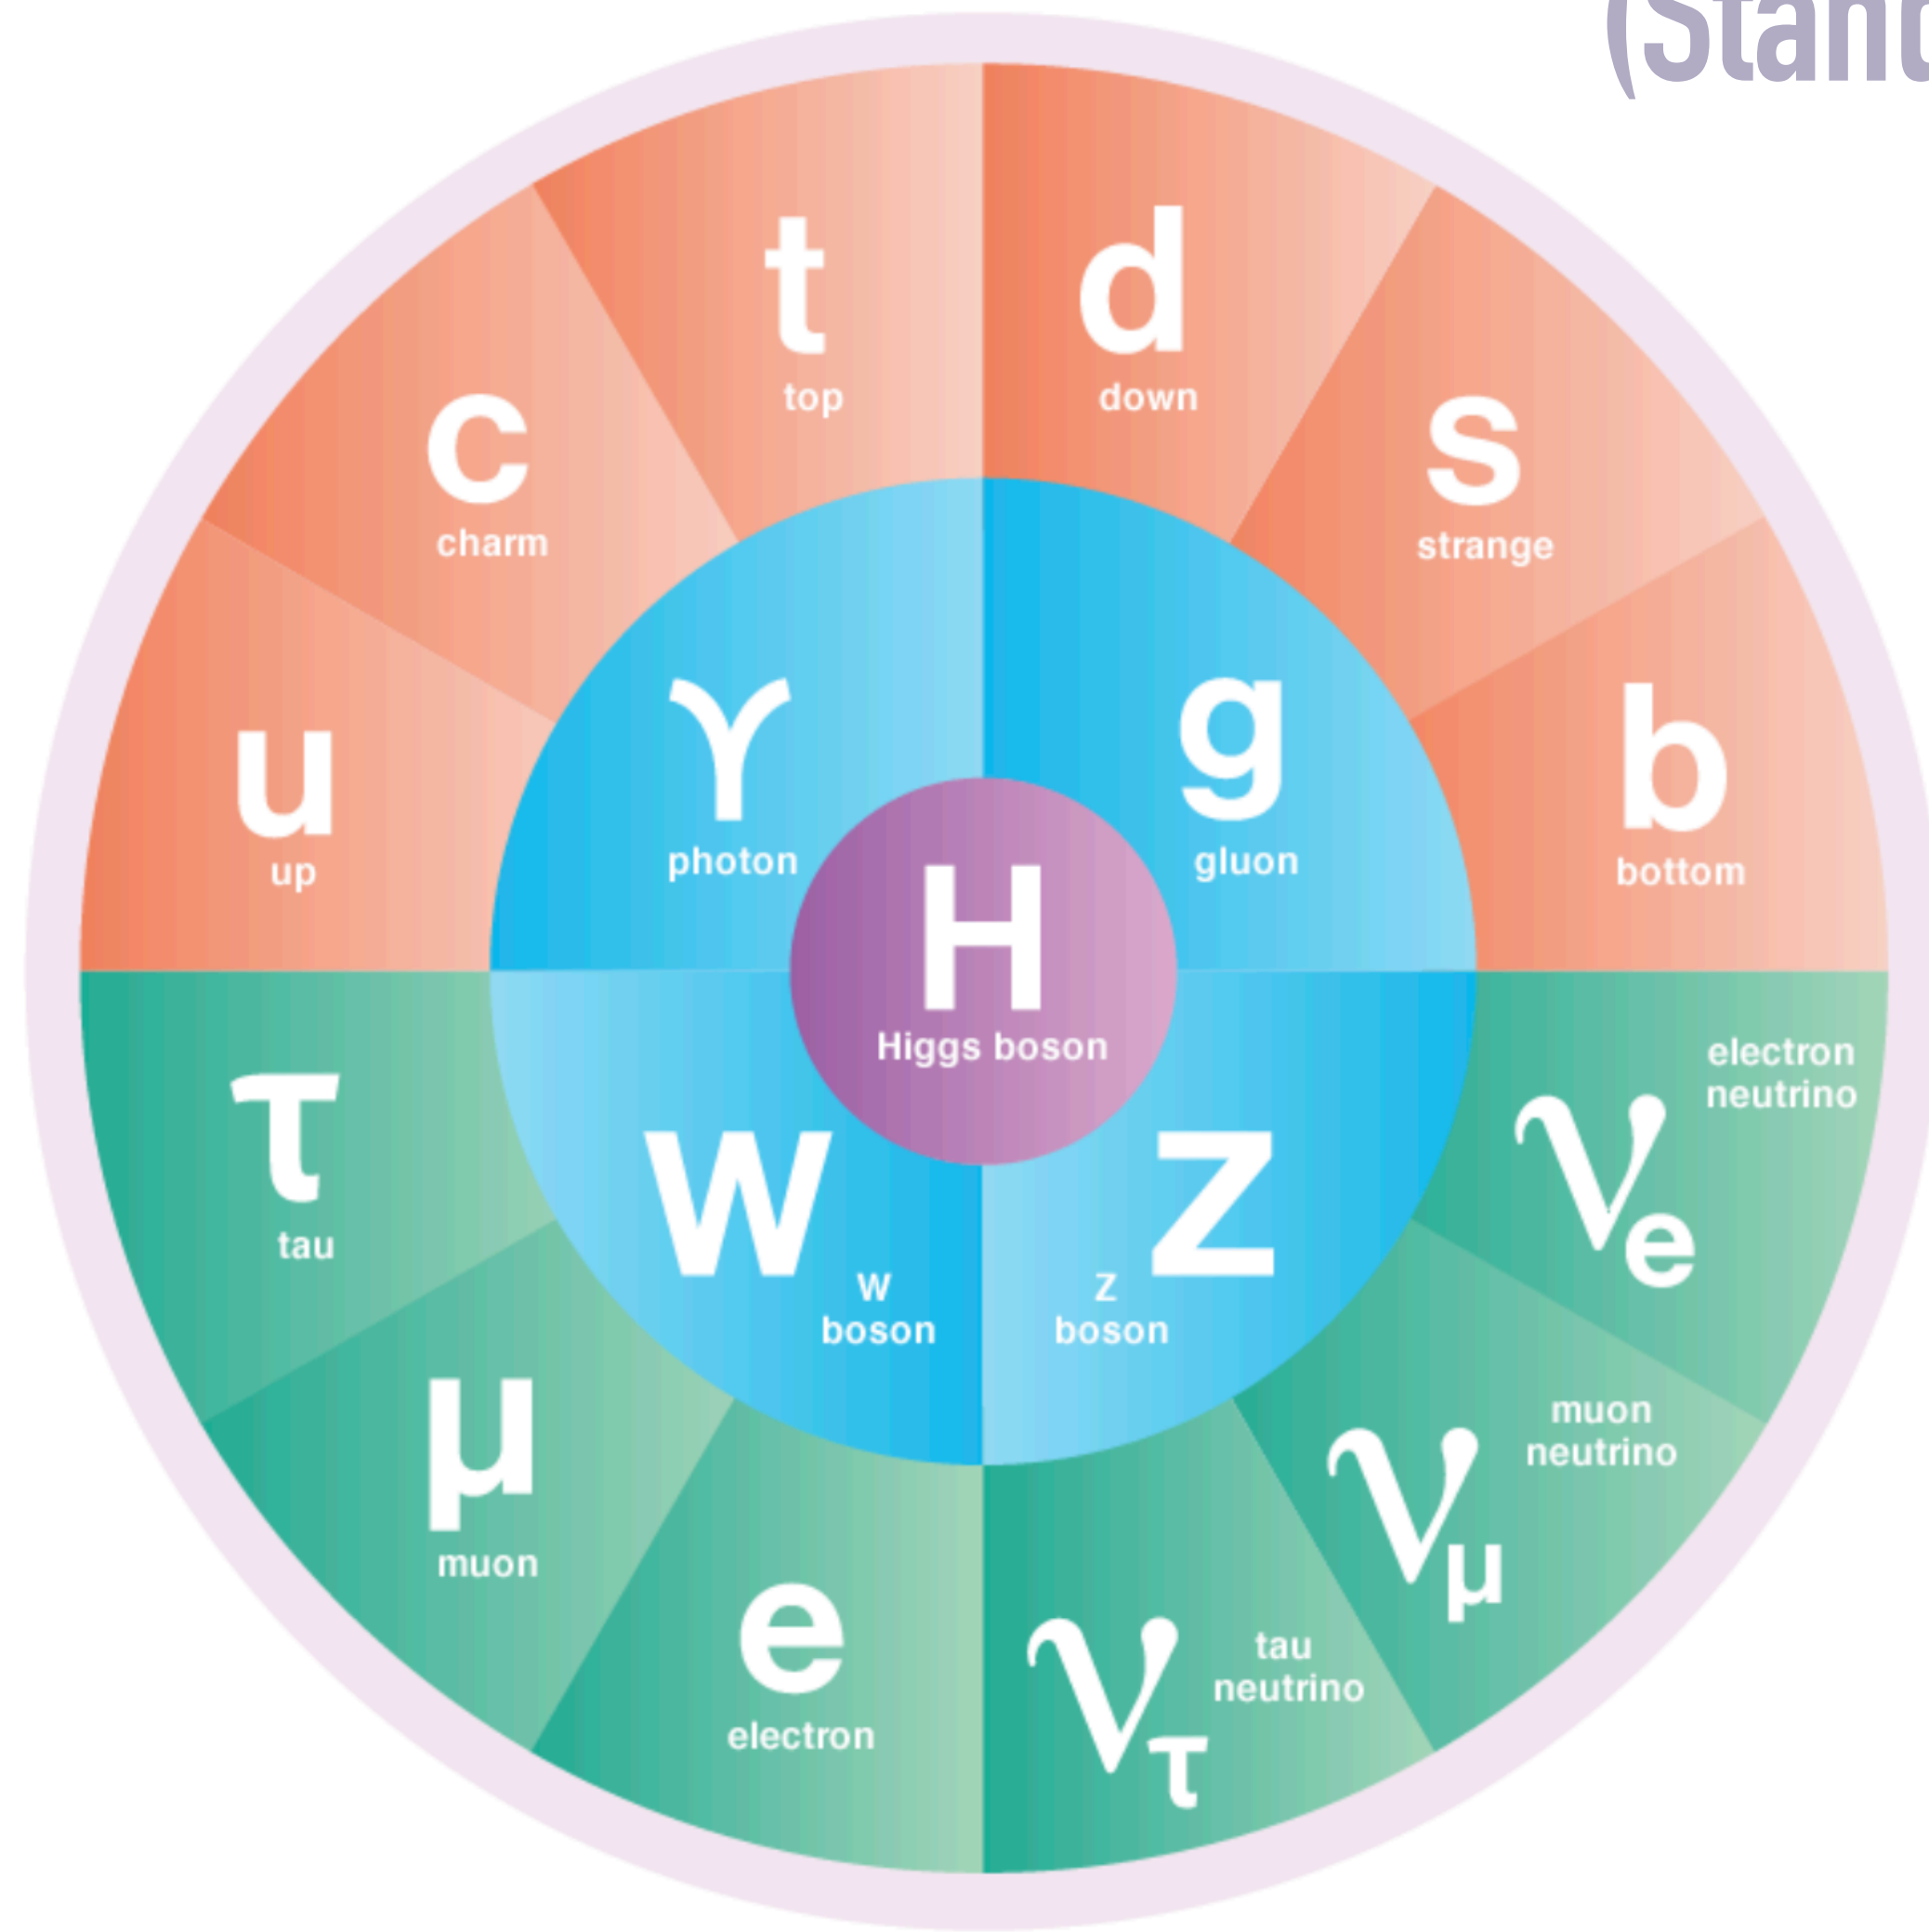 (Stand
t
top
d
down
c
charm
s
strange
u
up
γ
photon
g
gluon
b
bottom
H
Higgs boson
τ
tau
W
W
boson
Z
Z
boson
electron
neutrino
νe
μ
muon
muon
neutrino
νμ
e
electron
tau
neutrino
ντ